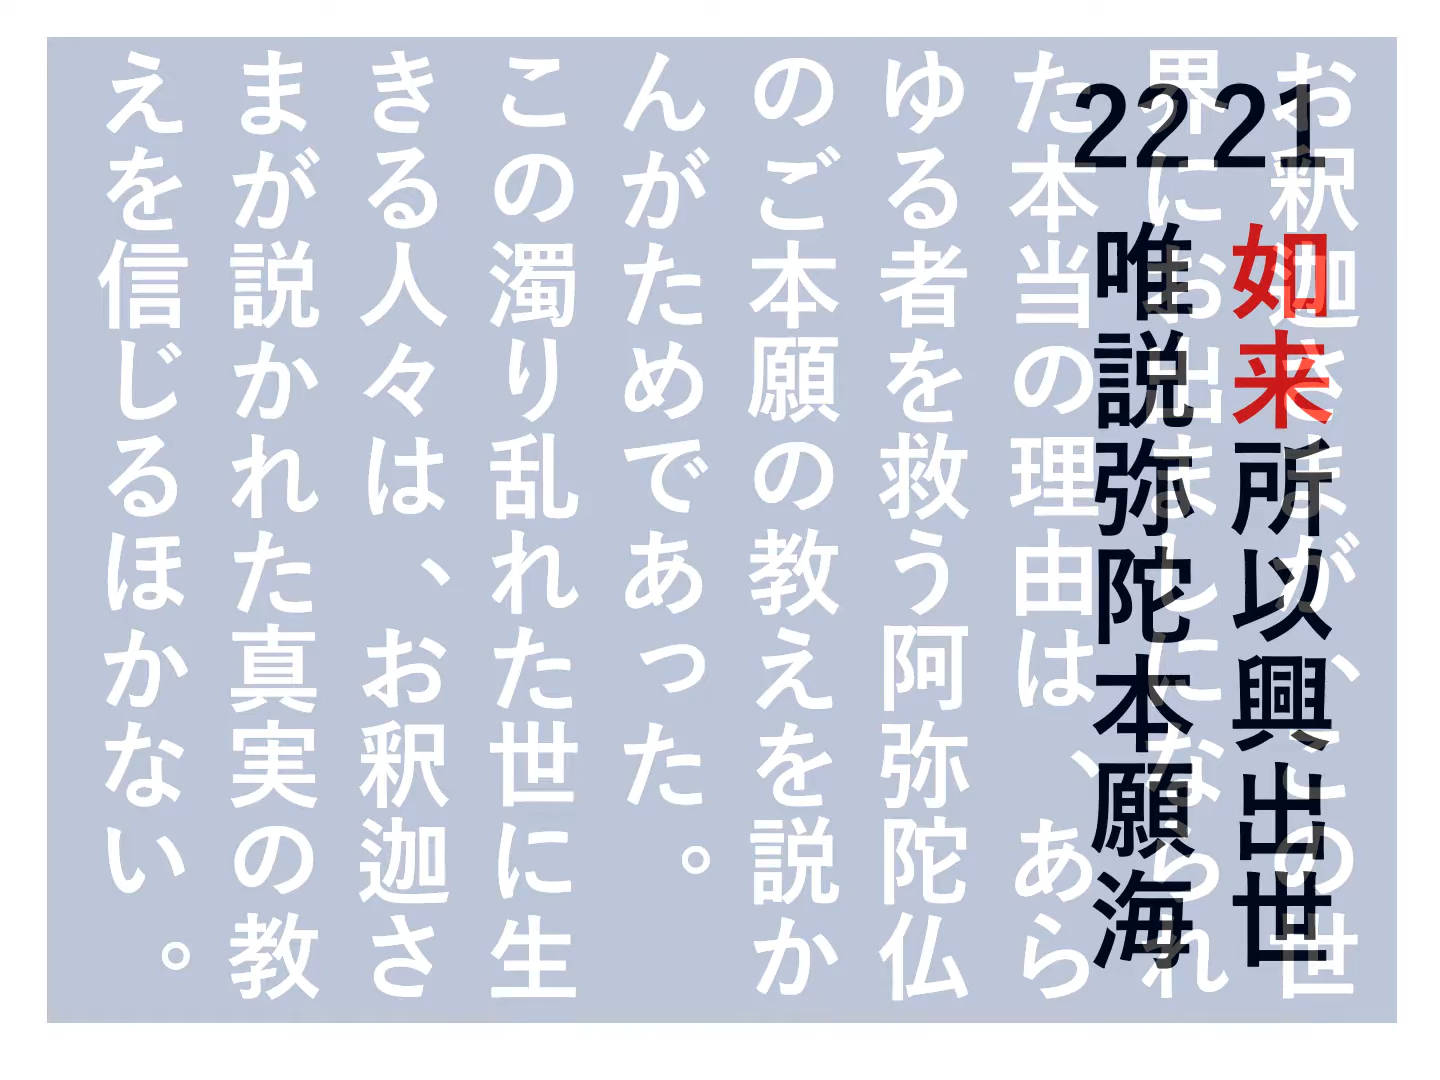 21 如来所以興出世
22 唯説弥陀本願海
お釈迦さまが、この世
界にお出ましになられ
た本当の理由は、あら
ゆる者を救う阿弥陀仏
のご本願の教えを説か
んがためであった。
この濁り乱れた世に生
きる人々は、お釈迦さ
まが説かれた真実の教
えを信じるほかない。